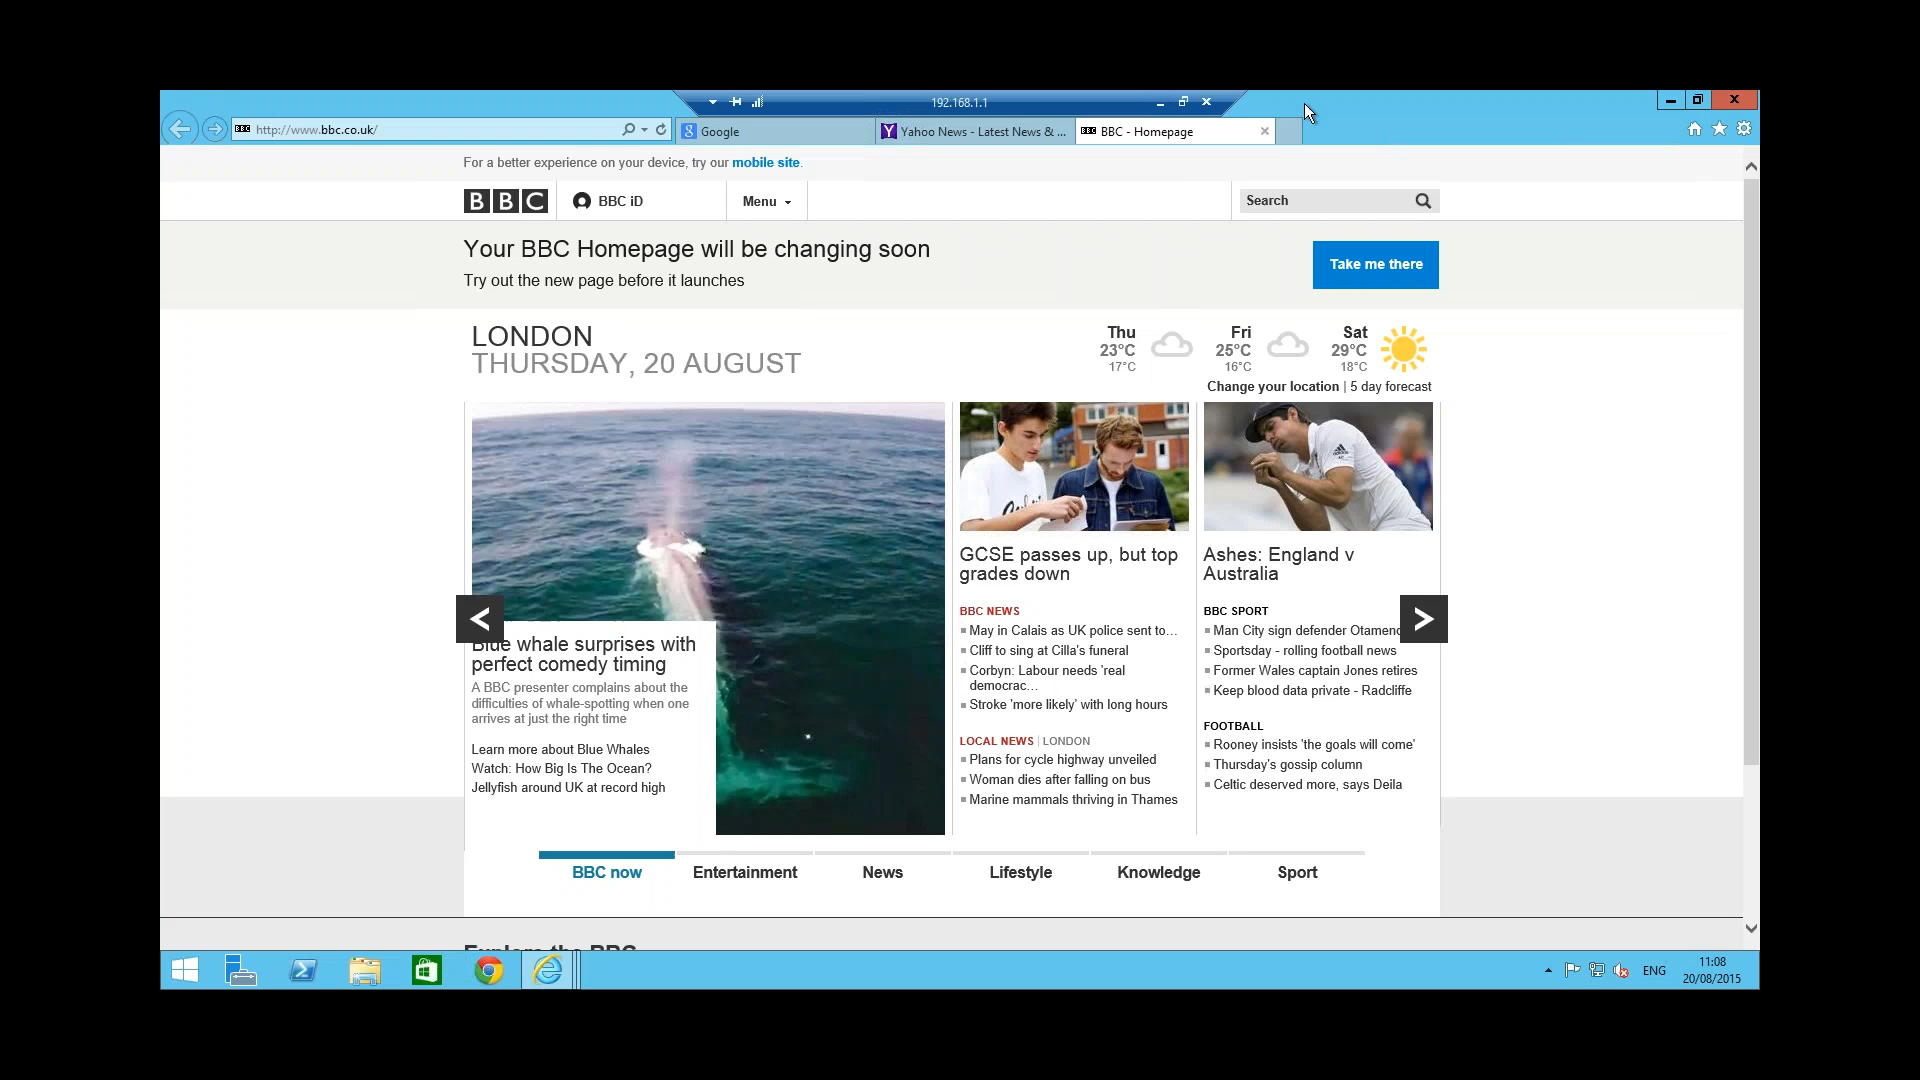 192.168.1.1
http://www.bbc.co.uk/
Google
Yahoo News - Latest News & ...
BBC - Homepage
For a better experience on your device, try our mobile site.
BBC
BBC iD
Menu
Search
Your BBC Homepage will be changing soon
Try out the new page before it launches
Take me there
LONDON
THURSDAY, 20 AUGUST
Thu
23°C
17°C
Fri
25°C
16°C
Sat
29°C
18°C
Change your location | 5 day forecast
Blue whale surprises with
perfect comedy timing
A BBC presenter complains about the
difficulties of whale-spotting when one
arrives at just the right time
Learn more about Blue Whales
Watch: How Big Is The Ocean?
Jellyfish around UK at record high
GCSE passes up, but top
grades down
BBC NEWS
May in Calais as UK police sent to...
Cliff to sing at Cilla's funeral
Corbyn: Labour needs 'real
democrac...
Stroke 'more likely' with long hours
LOCAL NEWS | LONDON
Plans for cycle highway unveiled
Woman dies after falling on bus
Marine mammals thriving in Thames
Ashes: England v
Australia
BBC SPORT
Man City sign defender Otamend
Sportsday - rolling football news
Former Wales captain Jones retires
Keep blood data private - Radcliffe
FOOTBALL
Rooney insists 'the goals will come'
Thursday's gossip column
Celtic deserved more, says Deila
BBC now
Entertainment
News
Lifestyle
Knowledge
Sport
Explore the BBC
ENG
11:08
20/08/2015